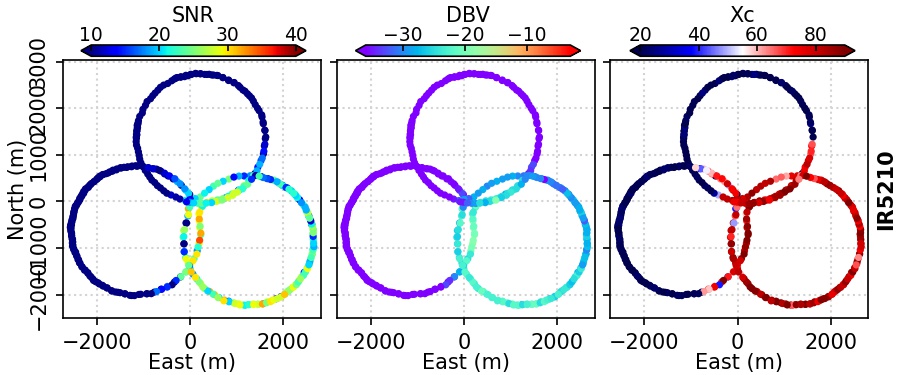 SNR DBV Xc
10 20 30 40 −30 −20 −10 20 40 60 80
North (m)
3000
2000
1000
0
−1000
−2000
IR5210
−2000 0 2000 −2000 0 2000 −2000 0 2000
East (m) East (m) East (m)